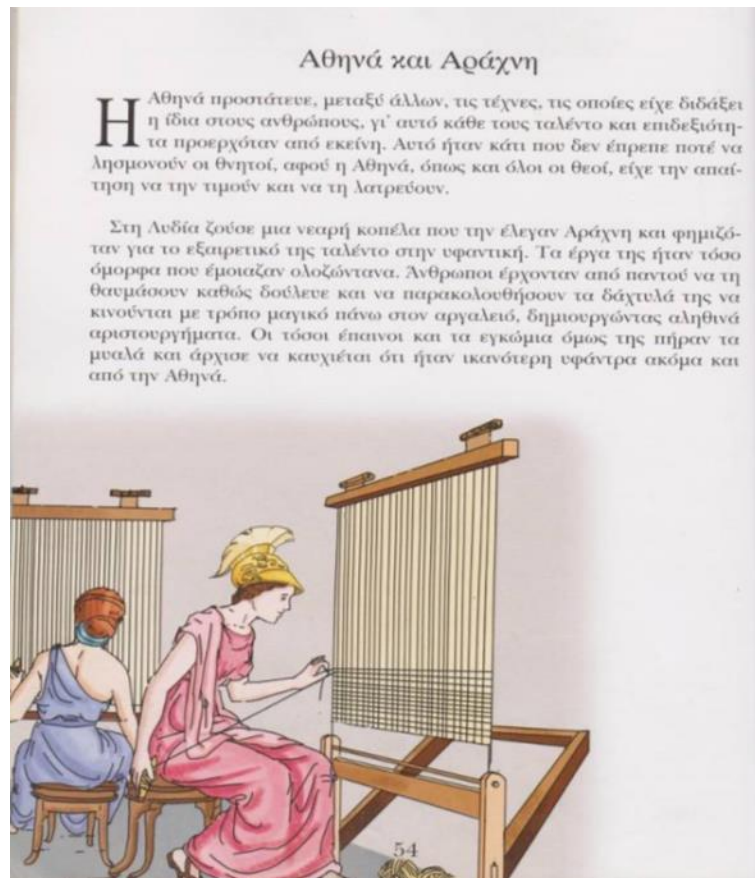 Αθηνά και Αράχνη
Η Αθηνά προστάτευε, μεταξύ άλλων, τις τέχνες, τις οποίες είχε διδάξει
η ίδια στους ανθρώπους, γι' αυτό κάθε τους ταλέντο και επιδεξιότη-
τα προερχόταν από εκείνη. Αυτό ήταν κάτι που δεν έπρεπε ποτέ να
λησμονούν οι θνητοί, αφού η Αθηνά, όπως και όλοι οι θεοί, είχε την απαί-
τηση να την τιμούν και να τη λατρεύουν.
Στη Λυδία ζούσε μια νεαρή κοπέλα που την έλεγαν Αράχνη και φημιζό-
ταν για το εξαιρετικό της ταλέντο στην υφαντική. Τα έργα της ήταν τόσο
όμορφα που έμοιαζαν ολοζώντανα. Άνθρωποι έρχονταν από παντού να τη
θαυμάσουν καθώς δούλευε και να παρακολουθήσουν τα δάχτυλά της να
κινούνται με τρόπο μαγικό πάνω στον αργαλειό, δημιουργώντας αληθινά
αριστουργήματα. Οι τόσοι έπαινοι και τα εγκώμια όμως της πήραν τα
μυαλά και άρχισε να καυχιέται ότι ήταν ικανότερη υφάντρα ακόμα και
από την Αθηνά.
54